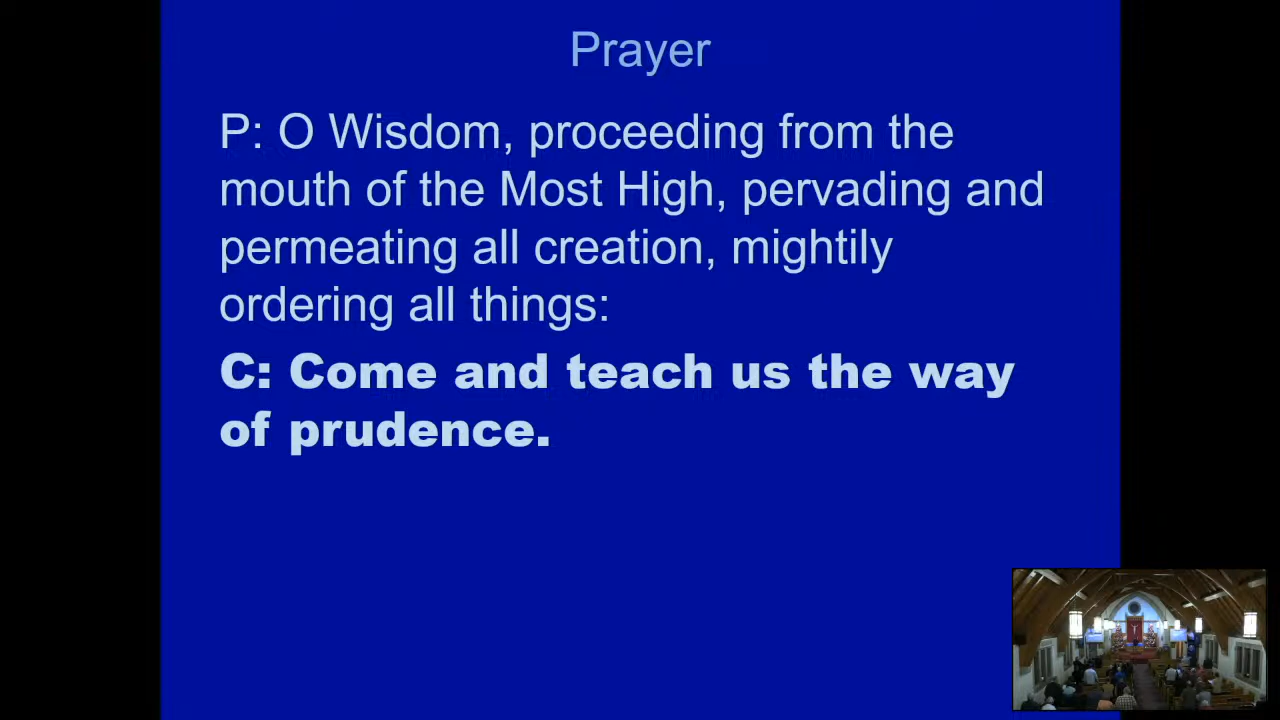 Prayer
P: O Wisdom, proceeding from the
mouth of the Most High, pervading and
permeating all creation, mightily
ordering all things:
C: Come and teach us the way
of prudence.